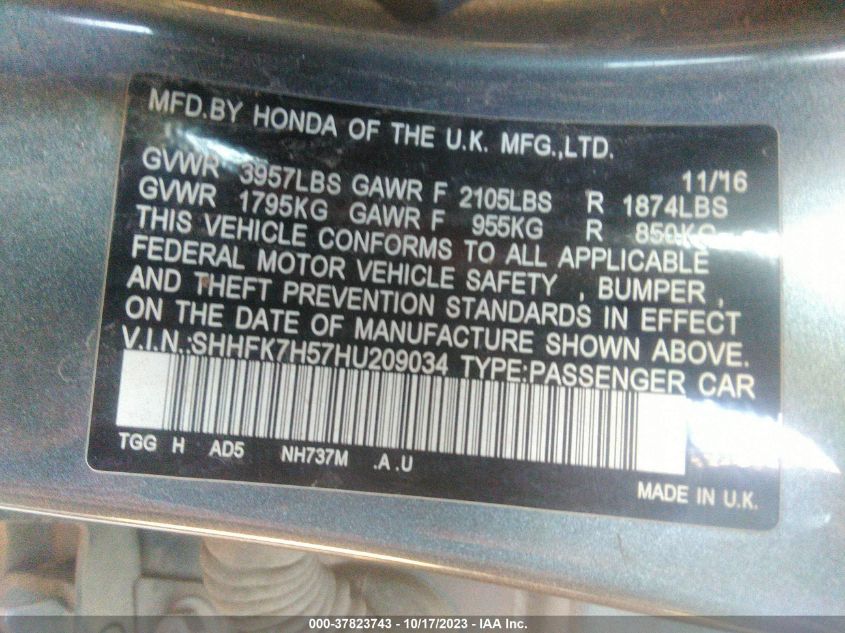 MFD.BY HONDA OF THE U.K. MFG.,LTD.
11/'16
GVWR 3957LBS GAWR F 2105LBS R 1874LBS
GVWR 1795KG GAWR F 955KG R 850KG
THIS VEHICLE CONFORMS TO ALL APPLICABLE
FEDERAL MOTOR VEHICLE SAFETY , BUMPER ,
AND THEFT PREVENTION STANDARDS IN EFFECT
ON THE DATE OF MANUFACTURE SHOWN ABOVE.
V.I.N.:SHHFK7H57HU209034 TYPE:PASSENGER CAR
TGG H AD5 NH737M .A .U
MADE IN U.K.
000-37823743 - 10/17/2023 - IAA Inc.